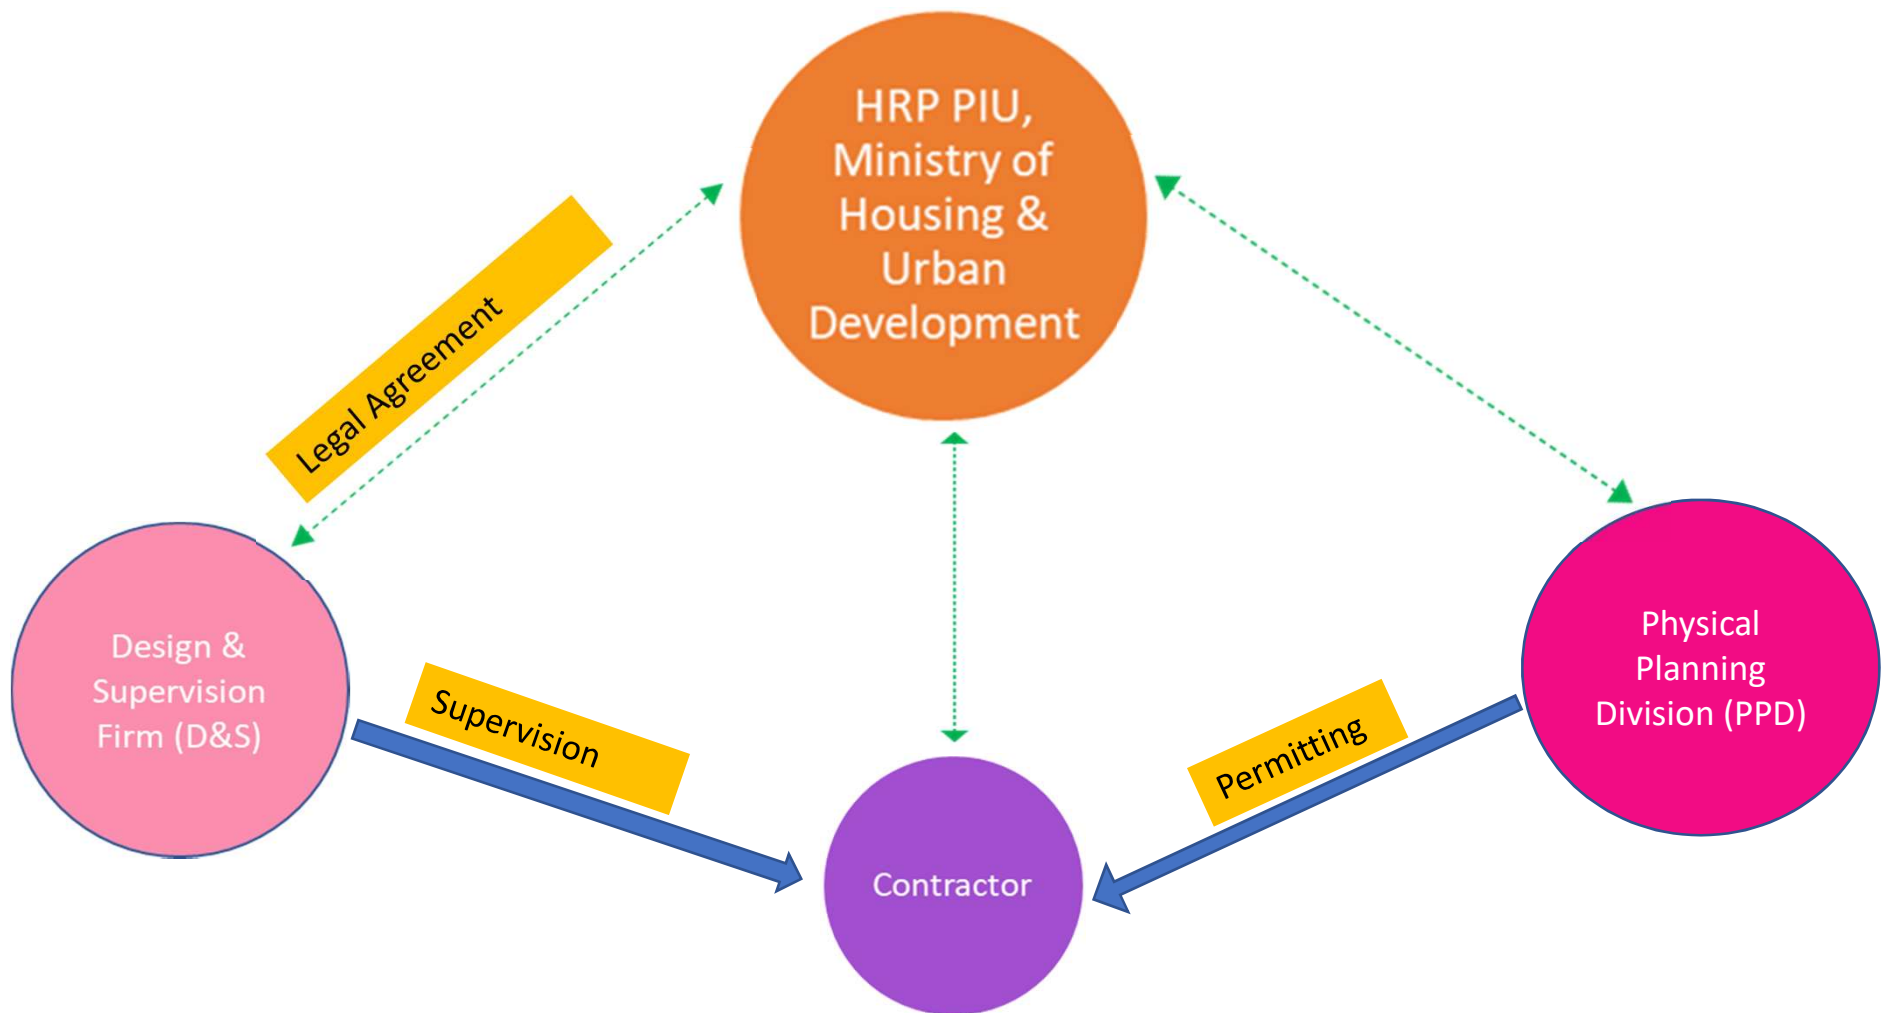 HRP PIU,
Ministry of
Housing &
Urban
Development
Legal Agreement
Design &
Supervision
Firm (D&S)
Supervision
Contractor
Permitting
Physical
Planning
Division (PPD)